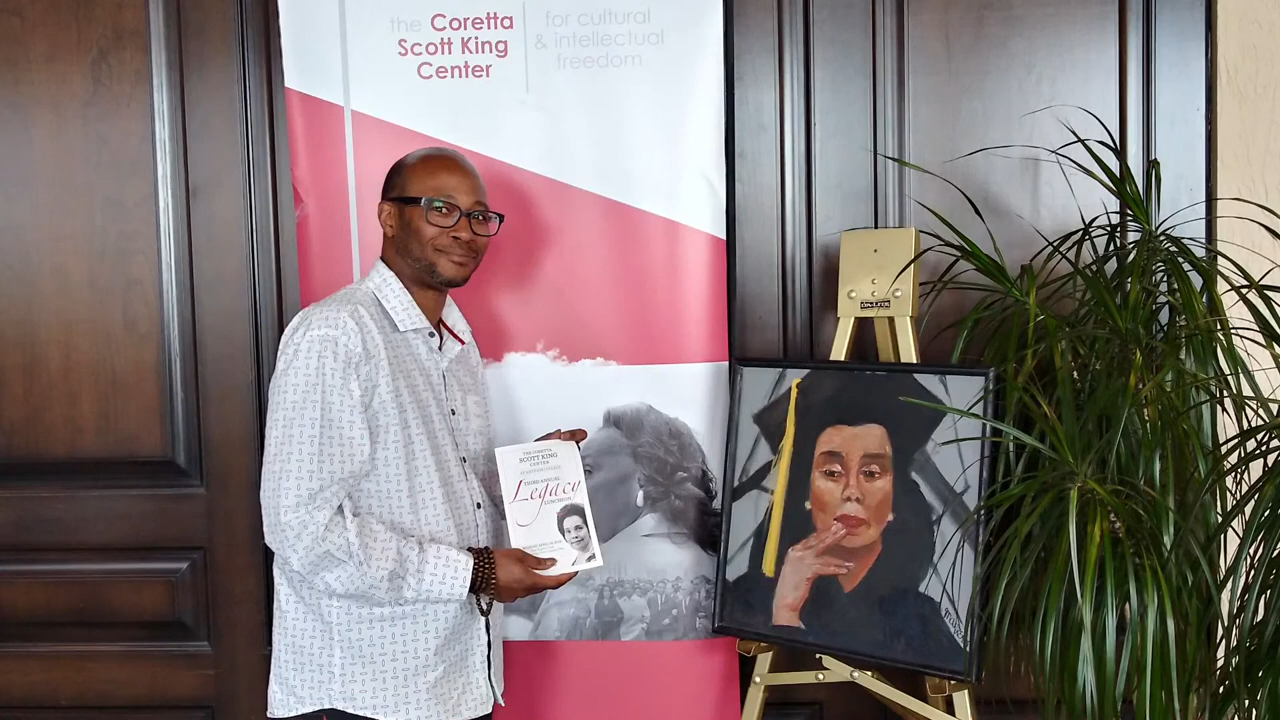 the Coretta
Scott King
Center
for cultural
& intellectual
freedom
THE CORETTA
SCOTT KING
CENTER
THIRD ANNUAL
Legacy
LUNCHEON